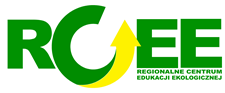 RCEE
REGIONALNE CENTRUM
EDUKACJI EKOLOGICZNEJ